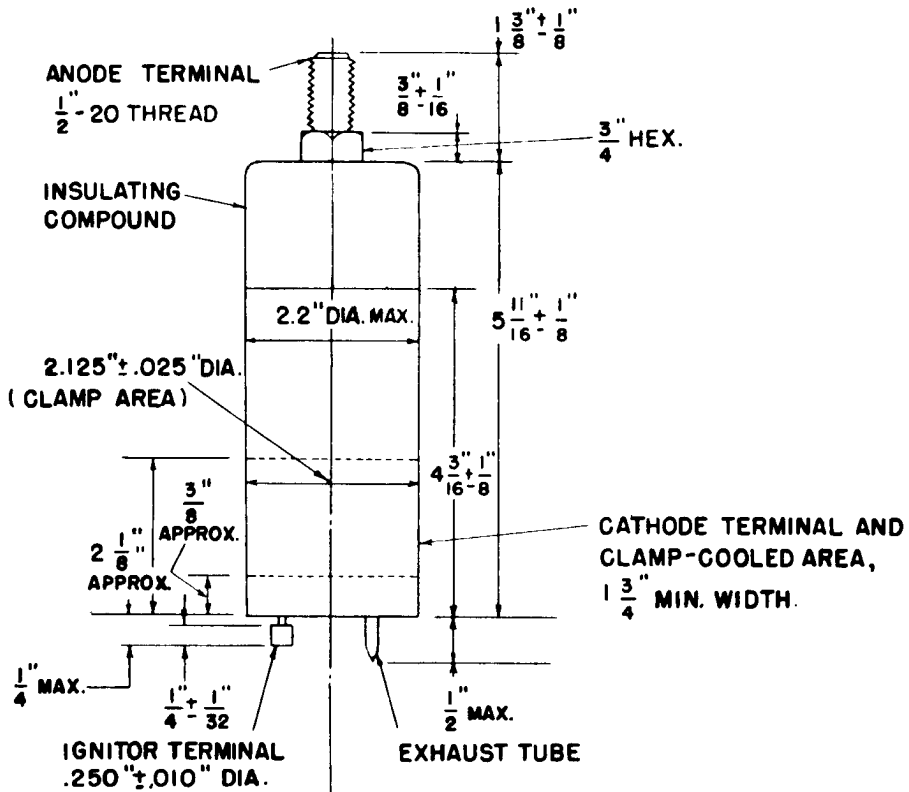 1 3/8" ± 1/8"
ANODE TERMINAL
1/2"-20 THREAD
3/8" ± 1/16"
3/4" HEX.
INSULATING
COMPOUND
2.2" DIA. MAX.
5 11/16" ± 1/8"
2.125" ± .025" DIA.
(CLAMP AREA)
4 3/16" ± 1/8"
3/8"
APPROX.
2 1/8"
APPROX.
CATHODE TERMINAL AND
CLAMP-COOLED AREA,
1 3/4" MIN. WIDTH.
1/4" MAX.
1/4" ± 1/32"
1/2" MAX.
IGNITOR TERMINAL
.250" ± .010" DIA.
EXHAUST TUBE